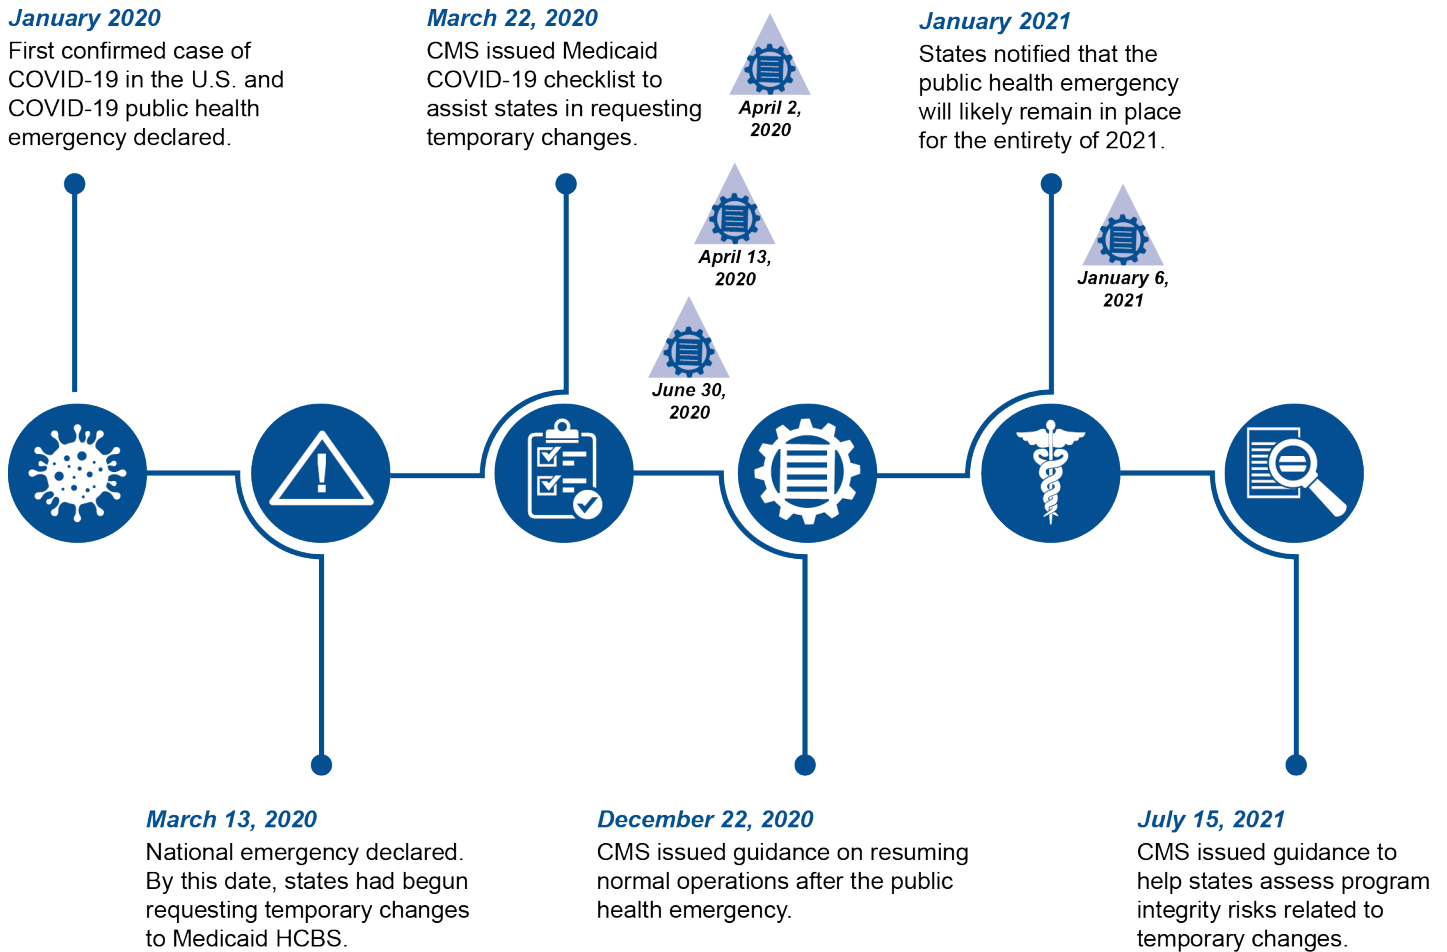 January 2020
First confirmed case of
COVID-19 in the U.S. and
COVID-19 public health
emergency declared.
March 22, 2020
CMS issued Medicaid
COVID-19 checklist to
assist states in requesting
temporary changes.
April 2,
2020
April 13,
2020
June 30,
2020
January 2021
States notified that the
public health emergency
will likely remain in place
for the entirety of 2021.
January 6,
2021
March 13, 2020
National emergency declared.
By this date, states had begun
requesting temporary changes
to Medicaid HCBS.
December 22, 2020
CMS issued guidance on resuming
normal operations after the public
health emergency.
July 15, 2021
CMS issued guidance to
help states assess program
integrity risks related to
temporary changes.